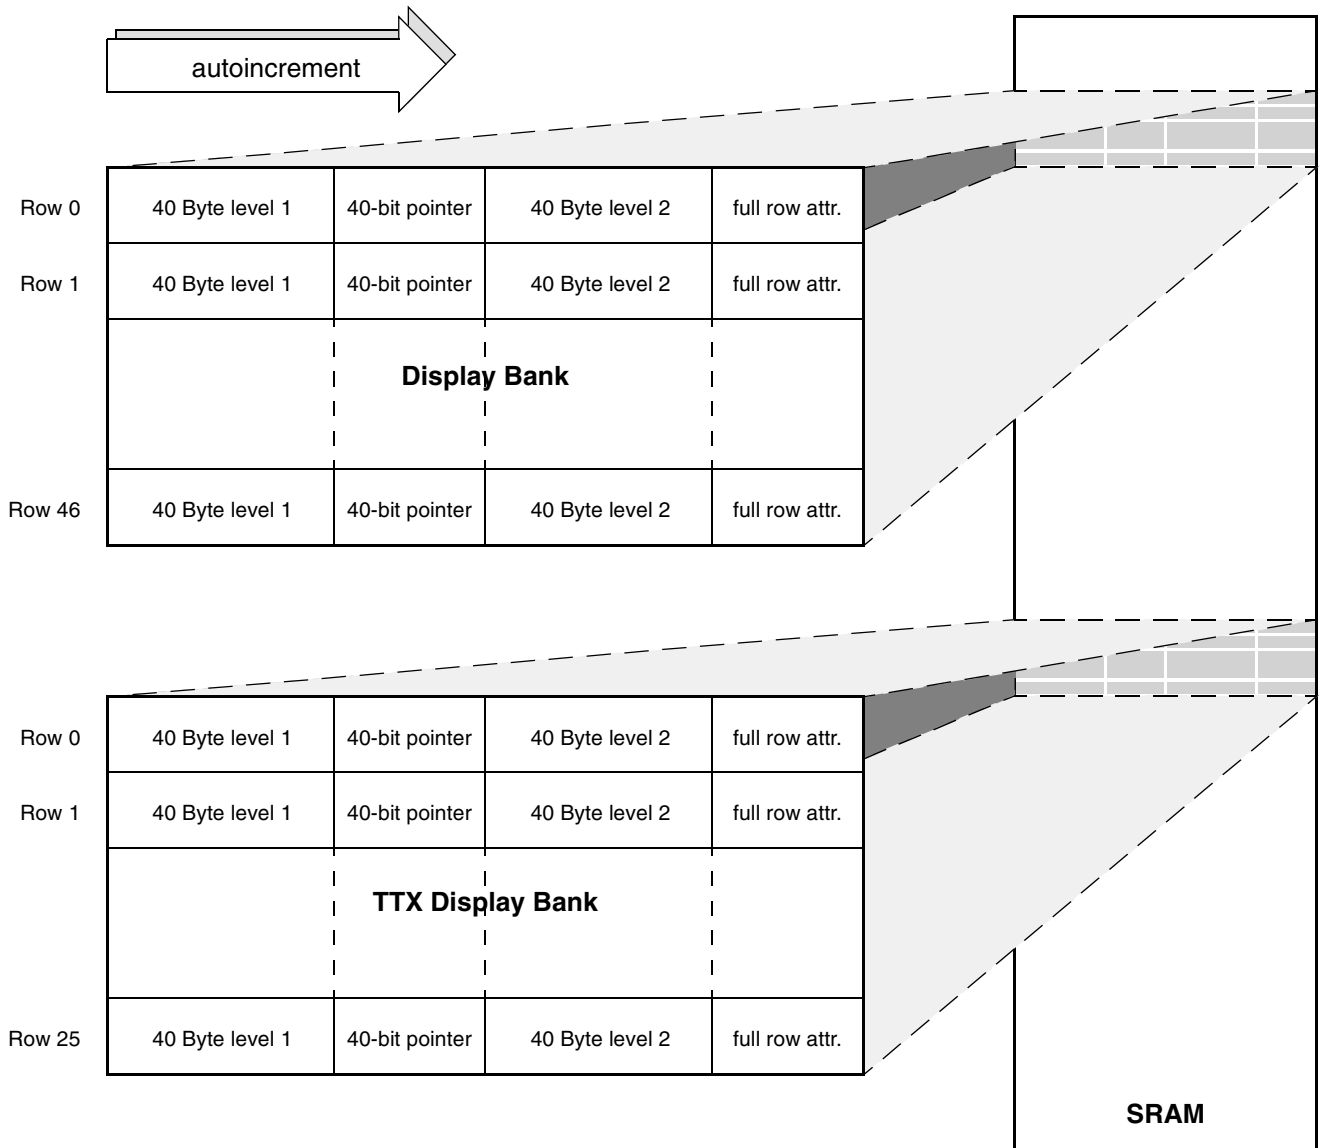 autoincrement
Row 0 40 Byte level 1 40-bit pointer 40 Byte level 2 full row attr.
Row 1 40 Byte level 1 40-bit pointer 40 Byte level 2 full row attr.
Display Bank
Row 46 40 Byte level 1 40-bit pointer 40 Byte level 2 full row attr.
Row 0 40 Byte level 1 40-bit pointer 40 Byte level 2 full row attr.
Row 1 40 Byte level 1 40-bit pointer 40 Byte level 2 full row attr.
TTX Display Bank
Row 25 40 Byte level 1 40-bit pointer 40 Byte level 2 full row attr.
SRAM